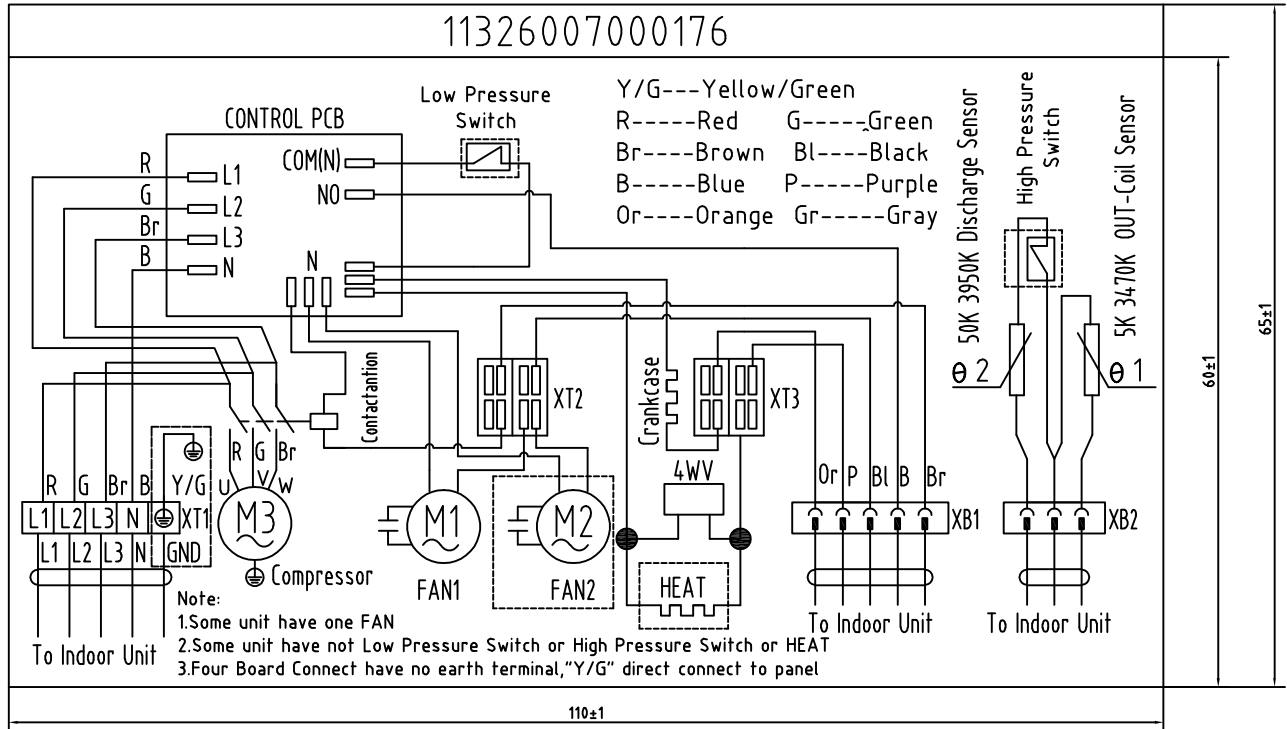 11326007000176
Y/G---Yellow/Green
R-----Red G-----Green
Br----Brown Bl----Black
B-----Blue P-----Purple
Or----Orange Gr-----Gray
Low Pressure
Switch
CONTROL PCB
COM(N)
NO
R
L1
G
L2
Br
L3
B
N
N
50K 3950K Discharge Sensor
High Pressure
Switch
5K 3470K OUT-Coil Sensor
θ 2
θ 1
65±1
60±1
Contactantion
XT2
Crankcase
XT3
4WV
R G Br
U V W
R G Br B Y/G
L1 L2 L3 N XT1
L1 L2 L3 N GND
M3
Compressor
M1
FAN1
M2
FAN2
HEAT
Or P Bl B Br
XB1
XB2
To Indoor Unit
To Indoor Unit
To Indoor Unit
Note:
1.Some unit have one FAN
2.Some unit have not Low Pressure Switch or High Pressure Switch or HEAT
3.Four Board Connect have no earth terminal,"Y/G" direct connect to panel
110±1